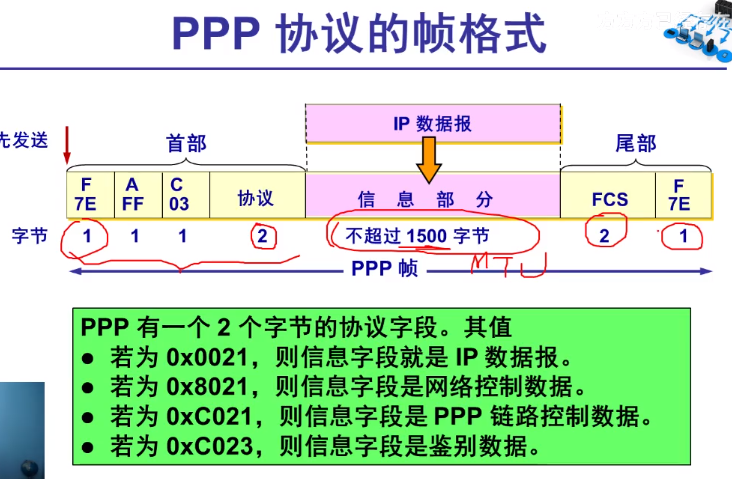 PPP 协议的帧格式
IP 数据报
先发送
首部
尾部
F
7E
A
FF
C
03
协议
信 息 部 分
FCS
F
7E
字节
1
1
1
2
不超过 1500 字节
2
1
MTU
PPP 帧
PPP 有一个 2 个字节的协议字段。其值
● 若为 0x0021，则信息字段就是 IP 数据报。
● 若为 0x8021，则信息字段是网络控制数据。
● 若为 0xC021，则信息字段是 PPP 链路控制数据。
● 若为 0xC023，则信息字段是鉴别数据。